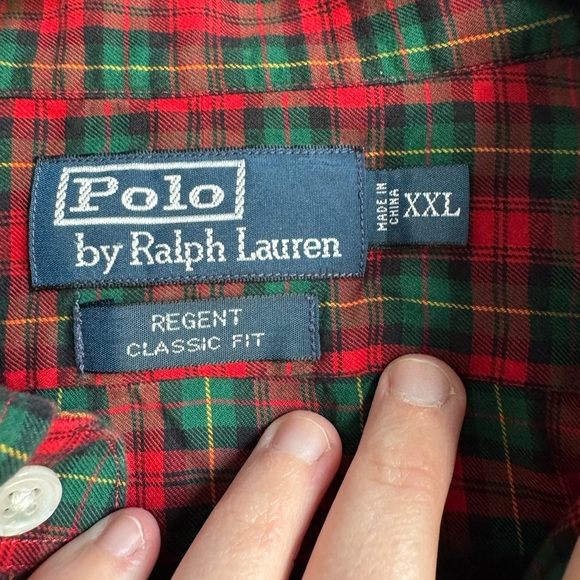 Polo
by Ralph Lauren
MADE IN
CHINA
XXL
REGENT
CLASSIC FIT